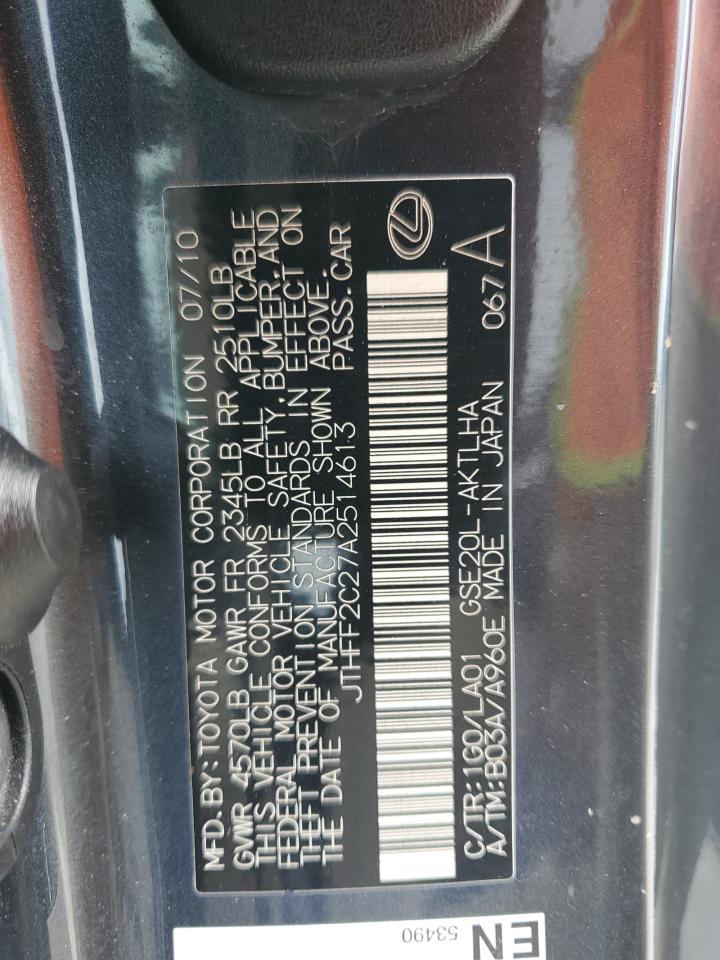 MFD.BY:TOYOTA MOTOR CORPORATION 07/10
GVWR 4570LB GAWR FR 2345LB RR 2510LB
THIS VEHICLE CONFORMS TO ALL APPLICABLE
FEDERAL MOTOR VEHICLE SAFETY,BUMPER,AND
THEFT PREVENTION STANDARDS IN EFFECT ON
THE DATE OF MANUFACTURE SHOWN ABOVE.
JTHFF2C27A2514613 PASS.CAR
C/TR:1G0/LA01 GSE20L-AKTLHA
A/TM:B03A/A960E MADE IN JAPAN 067 A
EN
53490